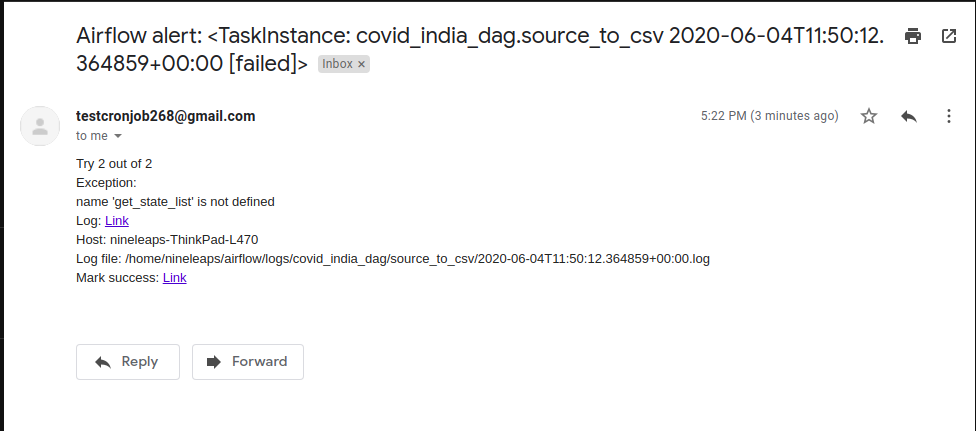 Airflow alert: <TaskInstance: covid_india_dag.source_to_csv 2020-06-04T11:50:12.
364859+00:00 [failed]> Inbox ×
testcronjob268@gmail.com 5:22 PM (3 minutes ago)
to me
Try 2 out of 2
Exception:
name 'get_state_list' is not defined
Log: Link
Host: nineleaps-ThinkPad-L470
Log file: /home/nineleaps/airflow/logs/covid_india_dag/source_to_csv/2020-06-04T11:50:12.364859+00:00.log
Mark success: Link
Reply Forward